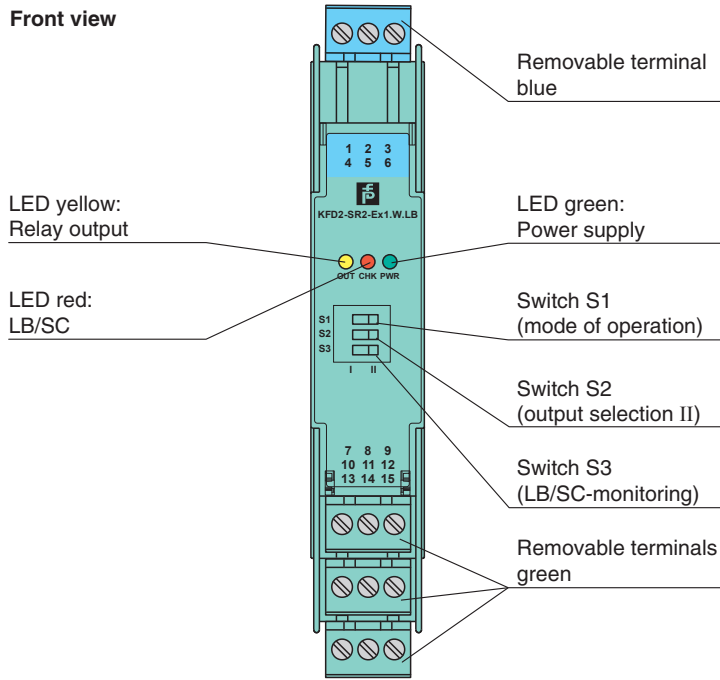 Front view
Removable terminal
blue
1 2 3
4 5 6
KFD2-SR2-Ex1.W.LB
LED yellow:
Relay output
LED green:
Power supply
OUT CHK PWR
LED red:
LB/SC
Switch S1
(mode of operation)
S1
S2
S3
I II
Switch S2
(output selection II)
Switch S3
(LB/SC-monitoring)
7 8 9
10 11 12
13 14 15
Removable terminals
green